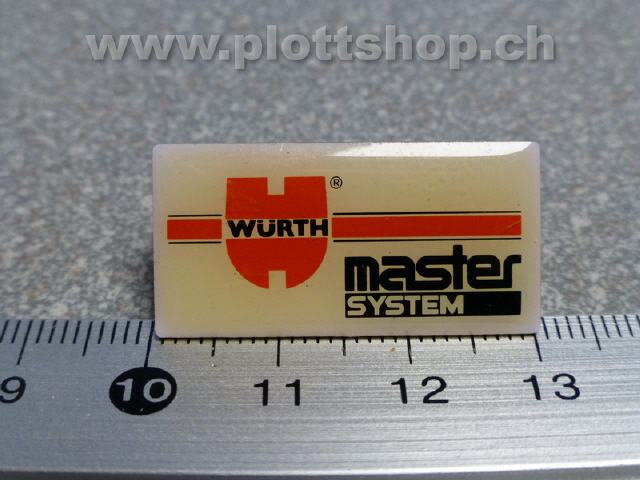 www.plottshop.ch
WÜRTH ®
master
SYSTEM
9 10 11 12 13